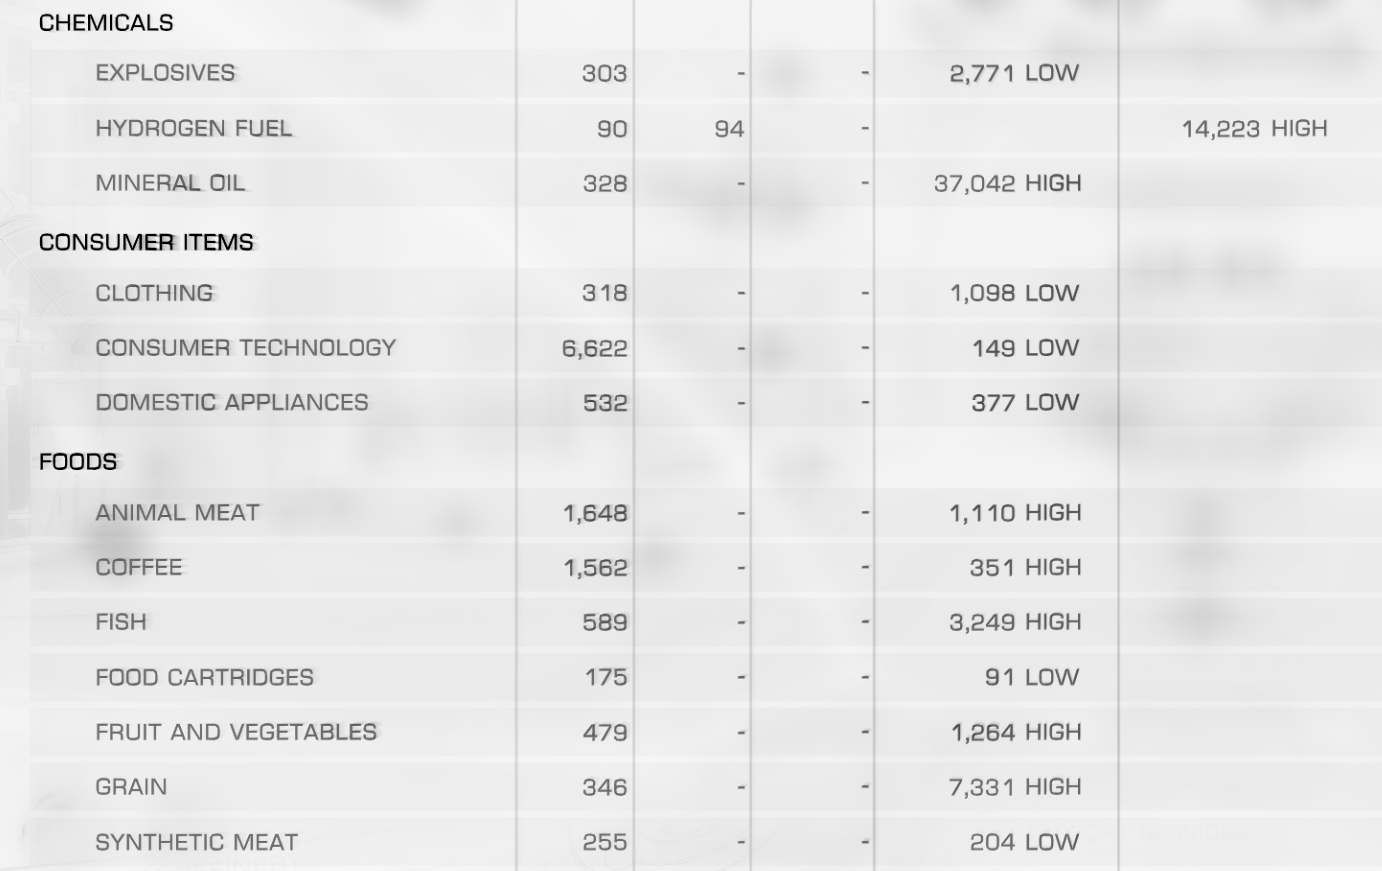 CHEMICALS
EXPLOSIVES 303 - - 2,771 LOW
HYDROGEN FUEL 90 94 - 14,223 HIGH
MINERAL OIL 328 - - 37,042 HIGH
CONSUMER ITEMS
CLOTHING 318 - - 1,098 LOW
CONSUMER TECHNOLOGY 6,622 - - 149 LOW
DOMESTIC APPLIANCES 532 - - 377 LOW
FOODS
ANIMAL MEAT 1,648 - - 1,110 HIGH
COFFEE 1,562 - - 351 HIGH
FISH 589 - - 3,249 HIGH
FOOD CARTRIDGES 175 - - 91 LOW
FRUIT AND VEGETABLES 479 - - 1,264 HIGH
GRAIN 346 - - 7,331 HIGH
SYNTHETIC MEAT 255 - - 204 LOW